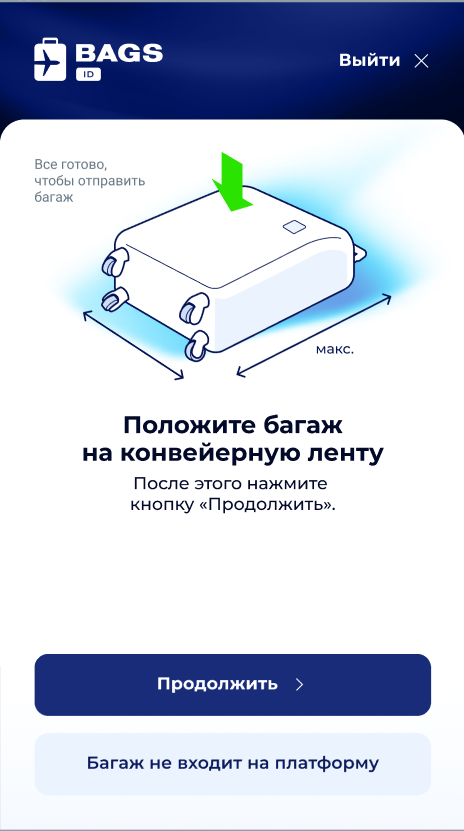 BAGS
ID
Выйти
Все готово,
чтобы отправить
багаж
макс.
Положите багаж
на конвейерную ленту
После этого нажмите
кнопку «Продолжить».
Продолжить
Багаж не входит на платформу